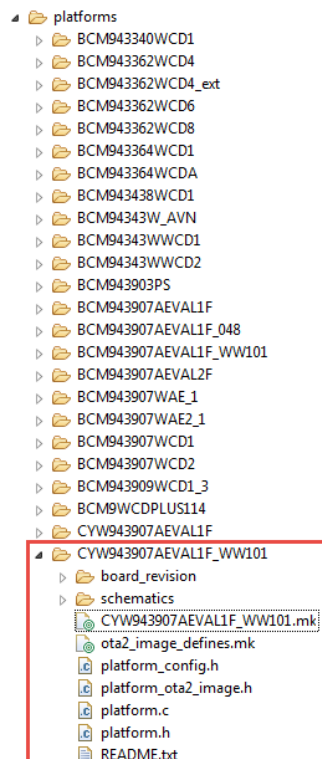 platforms
BCM943340WCD1
BCM943362WCD4
BCM943362WCD4_ext
BCM943362WCD6
BCM943362WCD8
BCM943364WCD1
BCM943364WCDA
BCM943438WCD1
BCM94343W_AVN
BCM94343WWCD1
BCM94343WWCD2
BCM943903PS
BCM943907AEVAL1F
BCM943907AEVAL1F_048
BCM943907AEVAL1F_WW101
BCM943907AEVAL2F
BCM943907WAE_1
BCM943907WAE2_1
BCM943907WCD1
BCM943907WCD2
BCM943909WCD1_3
BCM9WCDPLUS114
CYW943907AEVAL1F
CYW943907AEVAL1F_WW101
board_revision
schematics
CYW943907AEVAL1F_WW101.mk
ota2_image_defines.mk
platform_config.h
platform_ota2_image.h
platform.c
platform.h
README.txt